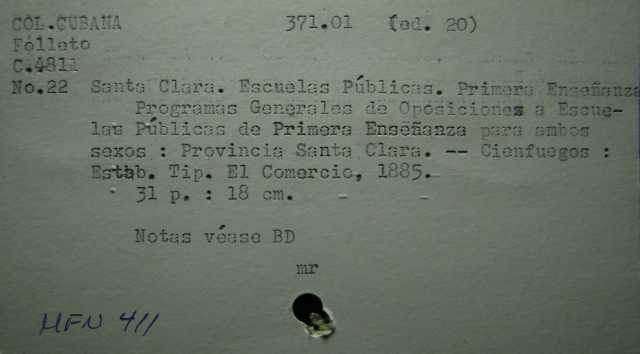 COL.CUBANA 371.01 (ed. 20)
Folleto
C.4811
No.22 Santa Clara. Escuelas Públicas. Primera Enseñanza
Programas Generales de Oposiciones a Escue-
las Públicas de Primera Enseñanza para ambos
sexos : Provincia Santa Clara. -- Cienfuegos :
Estab. Tip. El Comercio, 1885.
31 p. : 18 cm.
Notas véase BD
mr
MFN 411